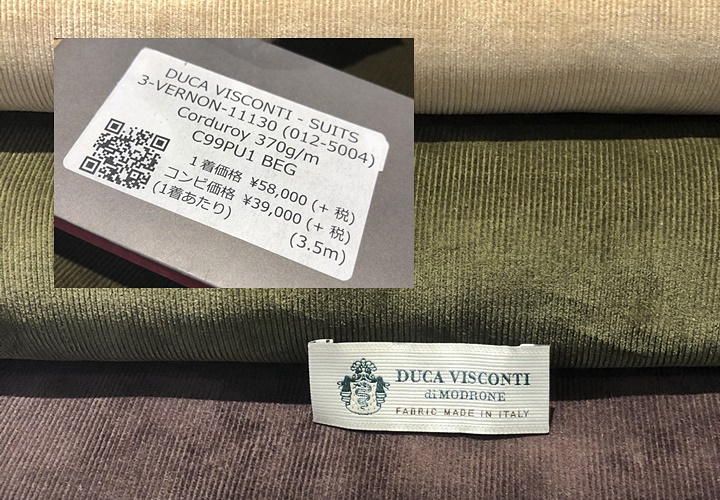 DUCA VISCONTI - SUITS
3-VERNON-11130 (012-5004)
Corduroy 370g/m
C99PU1 BEG
1着価格 ¥58,000 (+ 税)
コンビ価格 ¥39,000 (+ 税)
(1着あたり)
(3.5m)
DUCA VISCONTI
di MODRONE
FABRIC MADE IN ITALY